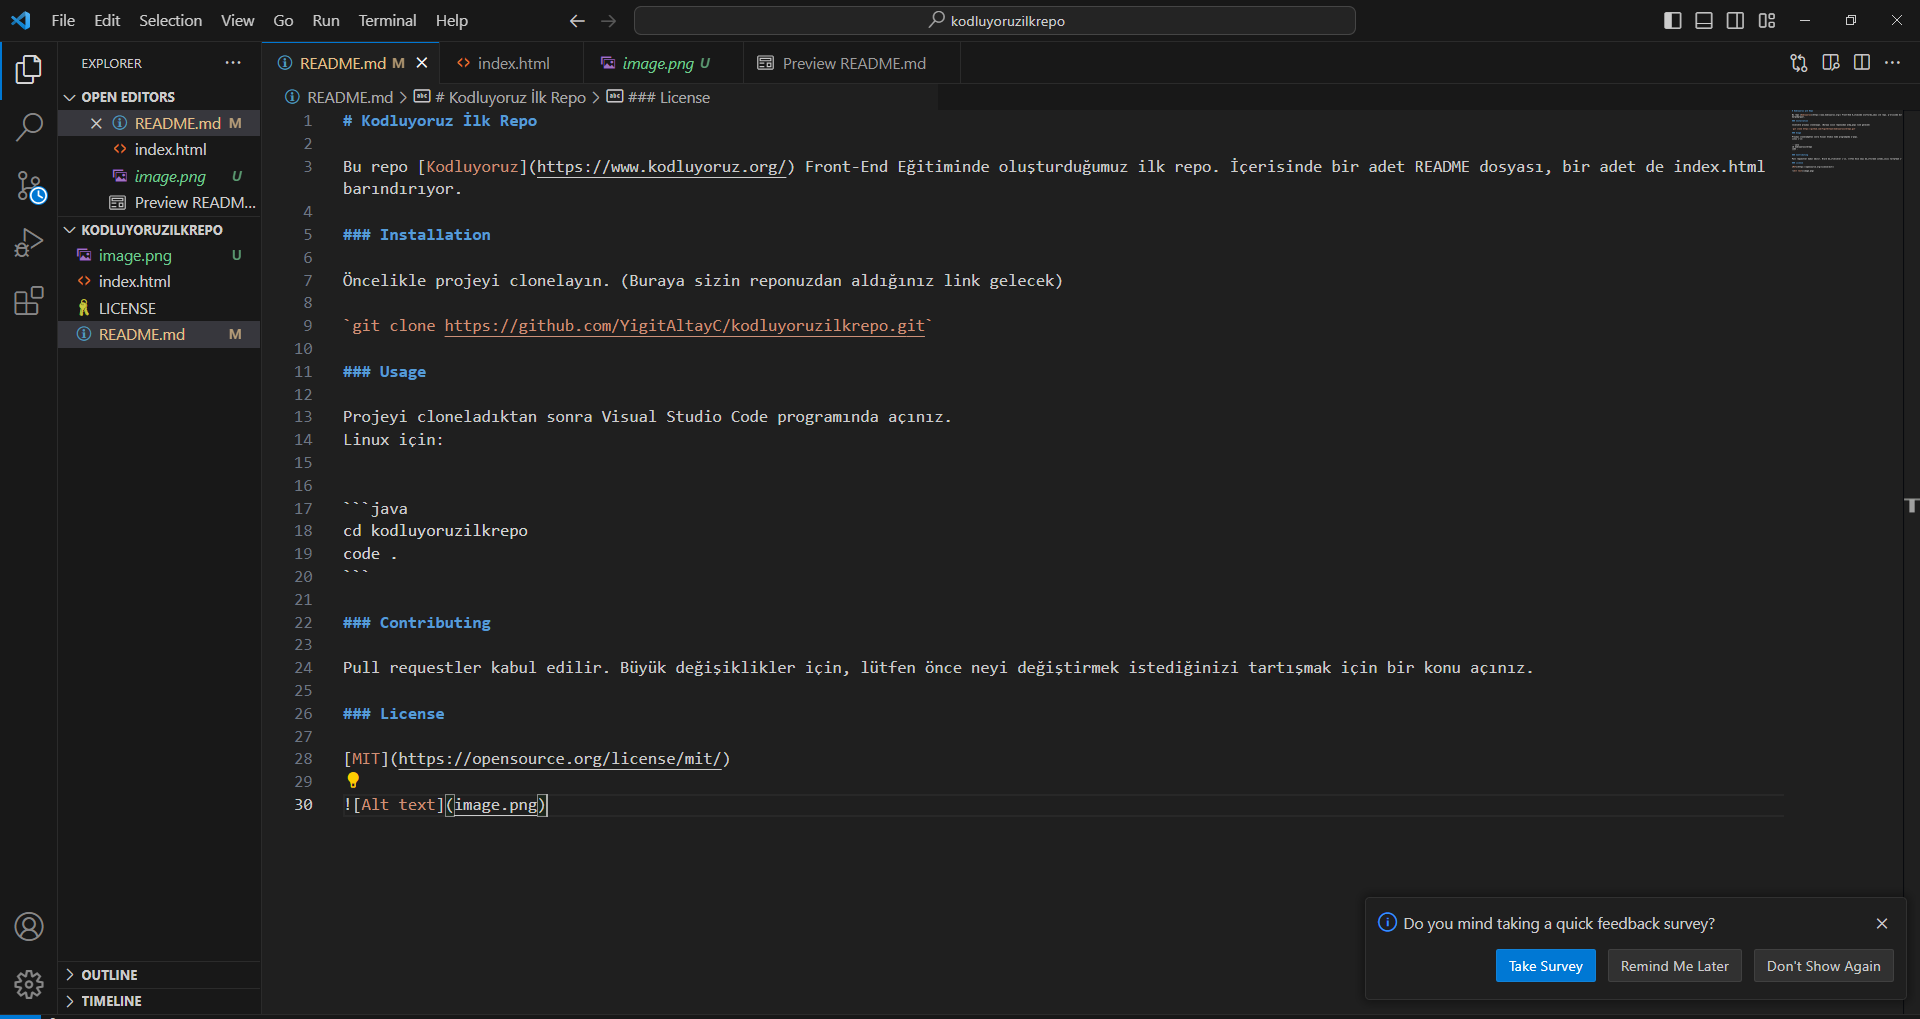 File Edit Selection View Go Run Terminal Help
kodluyoruzilkrepo
EXPLORER
OPEN EDITORS
README.md M
index.html
image.png U
Preview READM...
KODLUYORUZILKREPO
image.png U
index.html
LICENSE
README.md M
OUTLINE
TIMELINE
README.md M index.html image.png U Preview README.md
README.md > # Kodluyoruz İlk Repo > ### License
1 # Kodluyoruz İlk Repo
2
3 Bu repo [Kodluyoruz](https://www.kodluyoruz.org/) Front-End Eğitiminde oluşturduğumuz ilk repo. İçerisinde bir adet README dosyası, bir adet de index.html
barındırıyor.
4
5 ### Installation
6
7 Öncelikle projeyi clonelayın. (Buraya sizin reponuzdan aldığınız link gelecek)
8
9 `git clone https://github.com/YigitAltayC/kodluyoruzilkrepo.git`
10
11 ### Usage
12
13 Projeyi cloneladıktan sonra Visual Studio Code programında açınız.
14 Linux için:
15
16
17 ```java
18 cd kodluyoruzilkrepo
19 code .
20 ```
21
22 ### Contributing
23
24 Pull requestler kabul edilir. Büyük değişiklikler için, lütfen önce neyi değiştirmek istediğinizi tartışmak için bir konu açınız.
25
26 ### License
27
28 [MIT](https://opensource.org/license/mit/)
29
30 ![Alt text](image.png)
Do you mind taking a quick feedback survey?
Take Survey Remind Me Later Don't Show Again